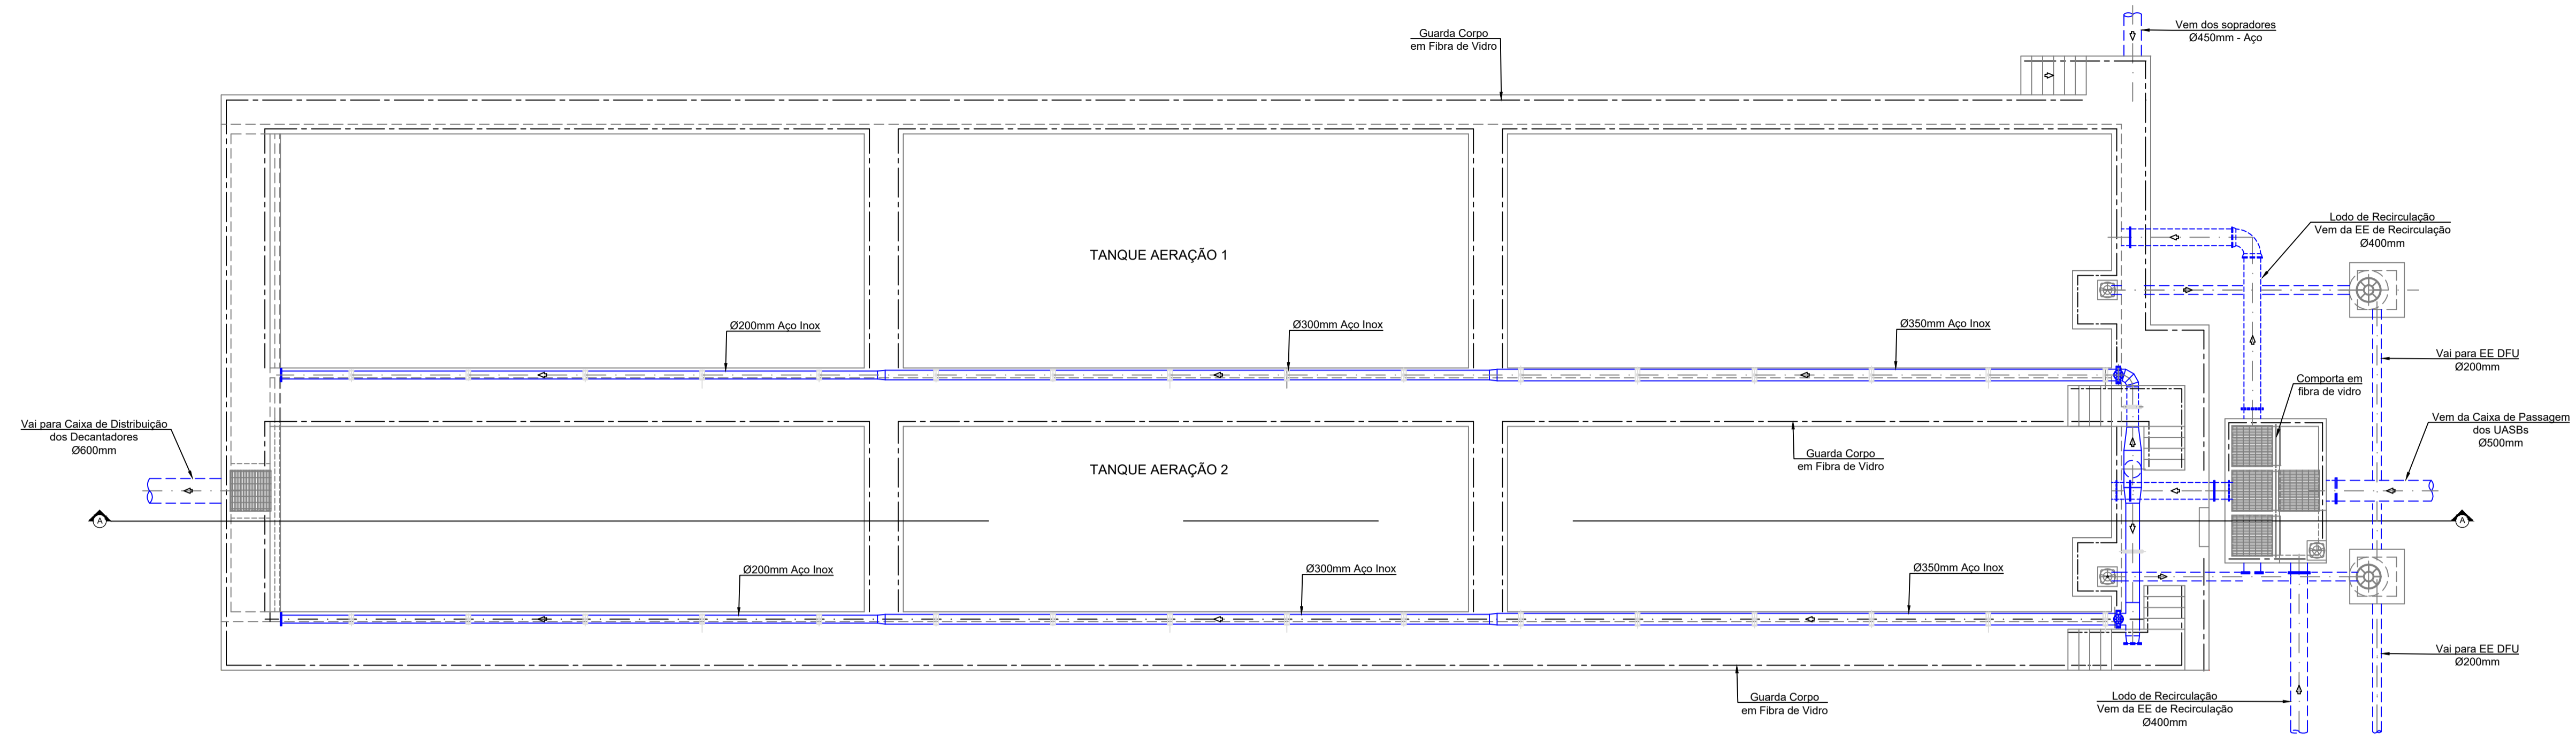 Vem dos sopradores
Ø450mm - Aço
Guarda Corpo
em Fibra de Vidro
Lodo de Recirculação
Vem da EE de Recirculação
Ø400mm
TANQUE AERAÇÃO 1
Ø200mm Aço Inox
Ø300mm Aço Inox
Ø350mm Aço Inox
Vai para EE DFU
Ø200mm
Comporta em
fibra de vidro
Vai para Caixa de Distribuição
dos Decantadores
Ø600mm
Vem da Caixa de Passagem
dos UASBs
Ø500mm
Guarda Corpo
em Fibra de Vidro
TANQUE AERAÇÃO 2
A
A
Ø200mm Aço Inox
Ø300mm Aço Inox
Ø350mm Aço Inox
Vai para EE DFU
Ø200mm
Guarda Corpo
em Fibra de Vidro
Lodo de Recirculação
Vem da EE de Recirculação
Ø400mm